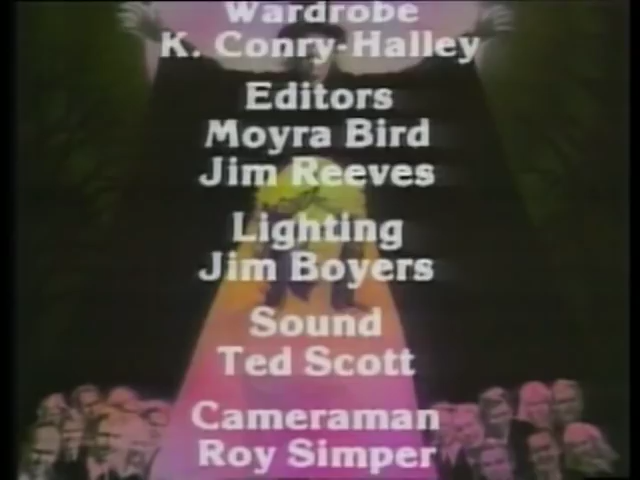 Wardrobe
K. Conry-Halley
Editors
Moyra Bird
Jim Reeves
Lighting
Jim Boyers
Sound
Ted Scott
Cameraman
Roy Simper